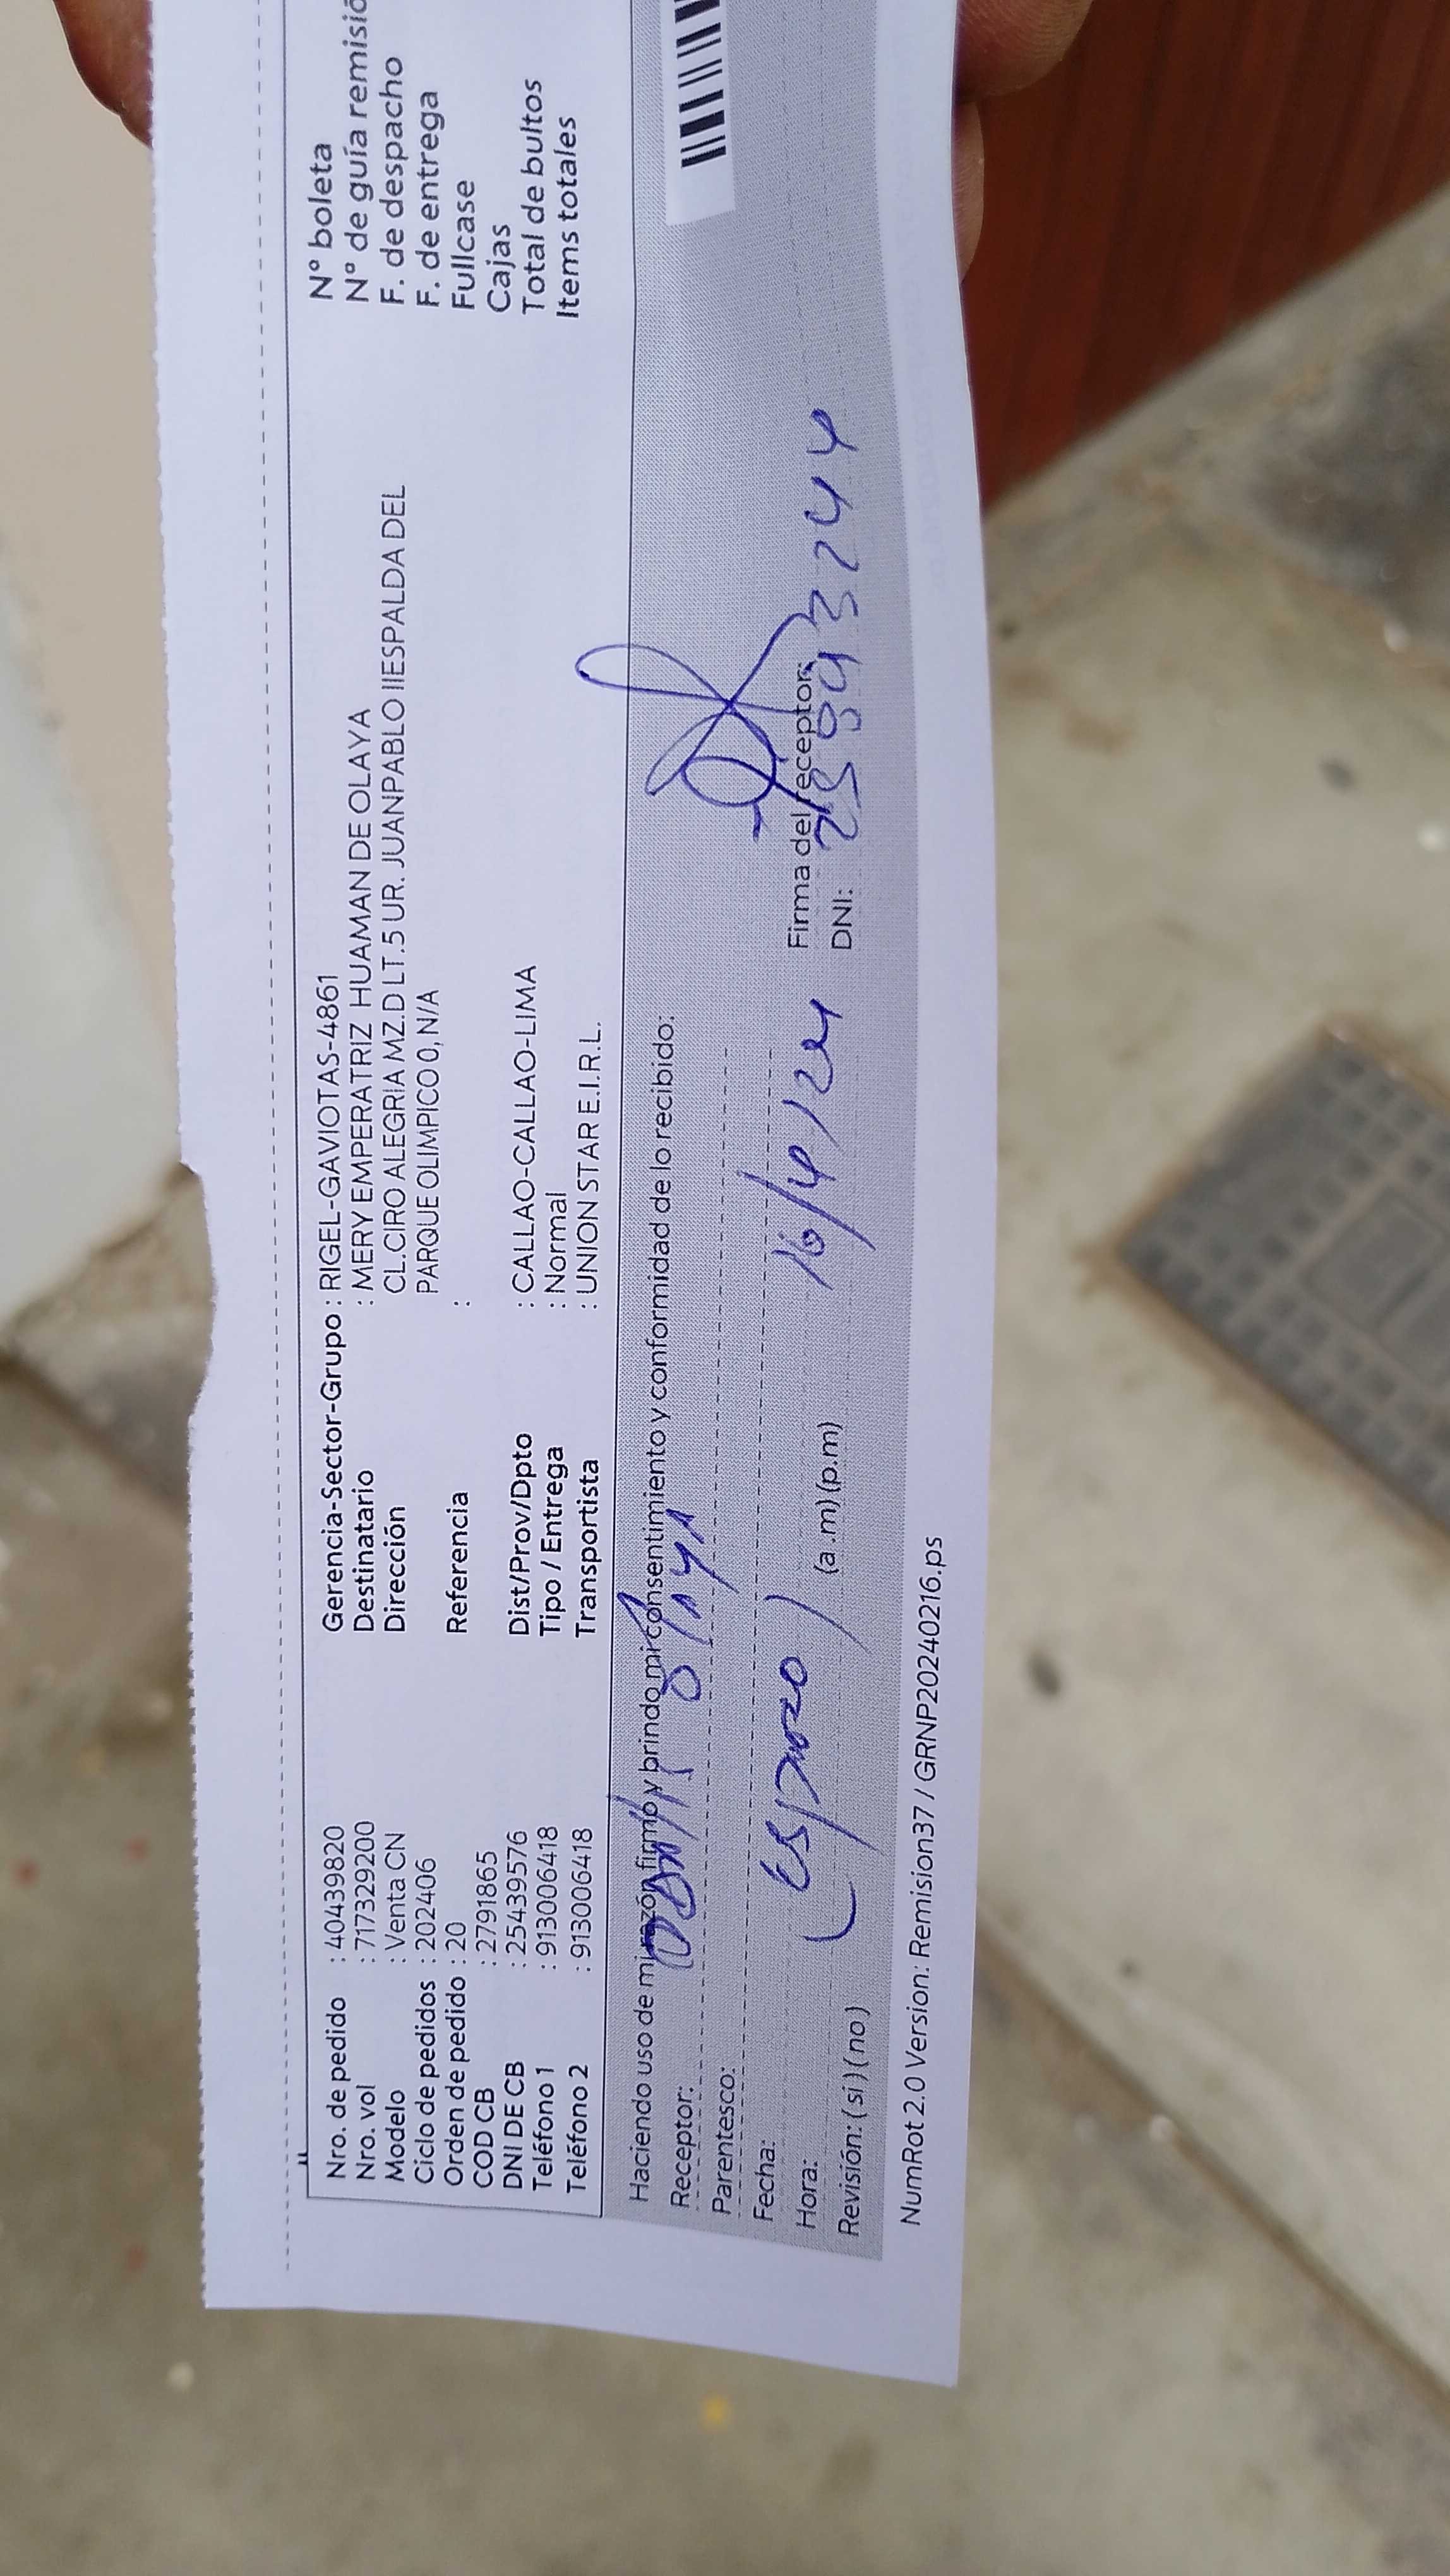 Nro. de pedido : 40439820
Nro. vol : 717329200
Modelo : Venta CN
Ciclo de pedidos : 202406
Orden de pedido : 20
COD CB : 2791865
DNI DE CB : 25439576
Teléfono 1 : 913006418
Teléfono 2 : 913006418
Gerencia-Sector-Grupo : RIGEL-GAVIOTAS-4861
Destinatario : MERY EMPERATRIZ HUAMAN DE OLAYA
Dirección CL.CIRO ALEGRIA MZ.D LT.5 UR. JUANPABLO IIESPALDA DEL
PARQUE OLIMPICO 0, N/A
Referencia :
Dist/Prov/Dpto : CALLAO-CALLAO-LIMA
Tipo / Entrega : Normal
Transportista : UNION STAR E.I.R.L.
N° boleta
N° de guía remisió
F. de despacho
F. de entrega
Fullcase
Cajas
Total de bultos
Items totales
Haciendo uso de mi razón firmo y brindo mi consentimiento y conformidad de lo recibido:
Receptor: Olaya
Parentesco:
Fecha: (Esposo) 16/4/24
Hora: (a.m) (p.m)
Revisión: (si) (no)
Firma del receptor:
DNI:
NumRot 2.0 Version: Remision37 / GRNP20240216.ps